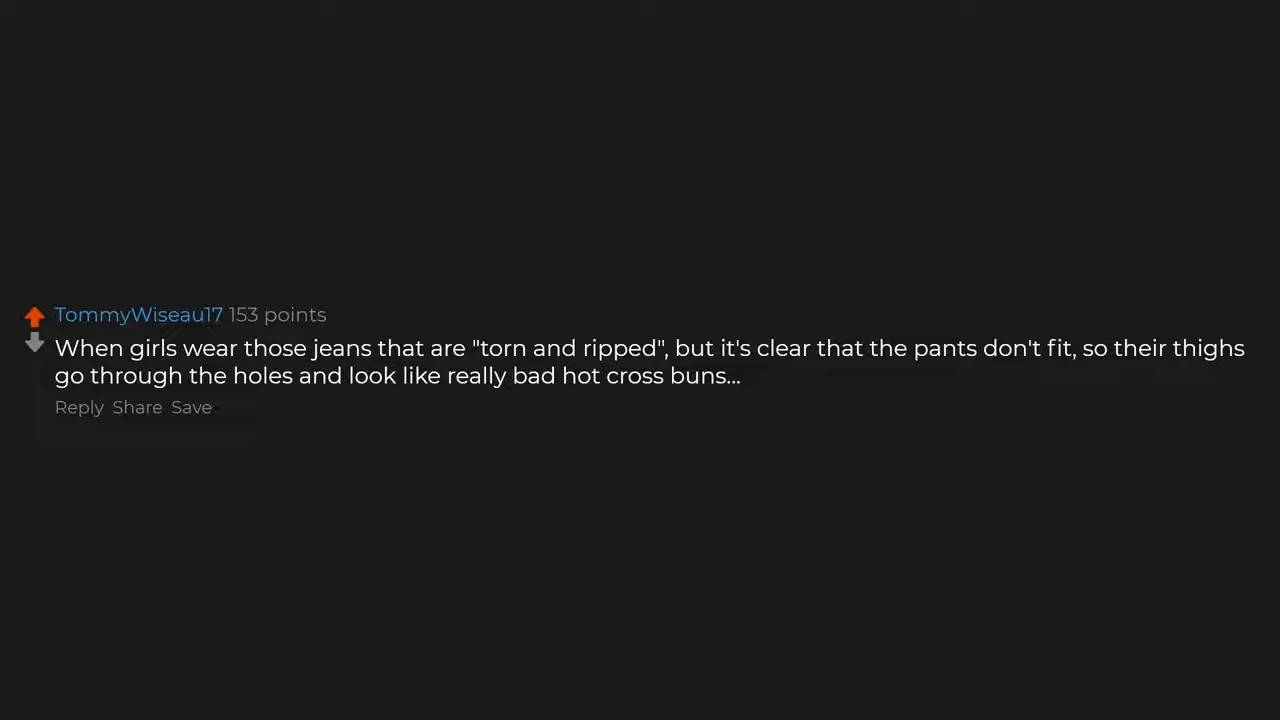 TommyWiseau17 153 points
When girls wear those jeans that are "torn and ripped", but it's clear that the pants don't fit, so their thighs
go through the holes and look like really bad hot cross buns...
Reply Share Save